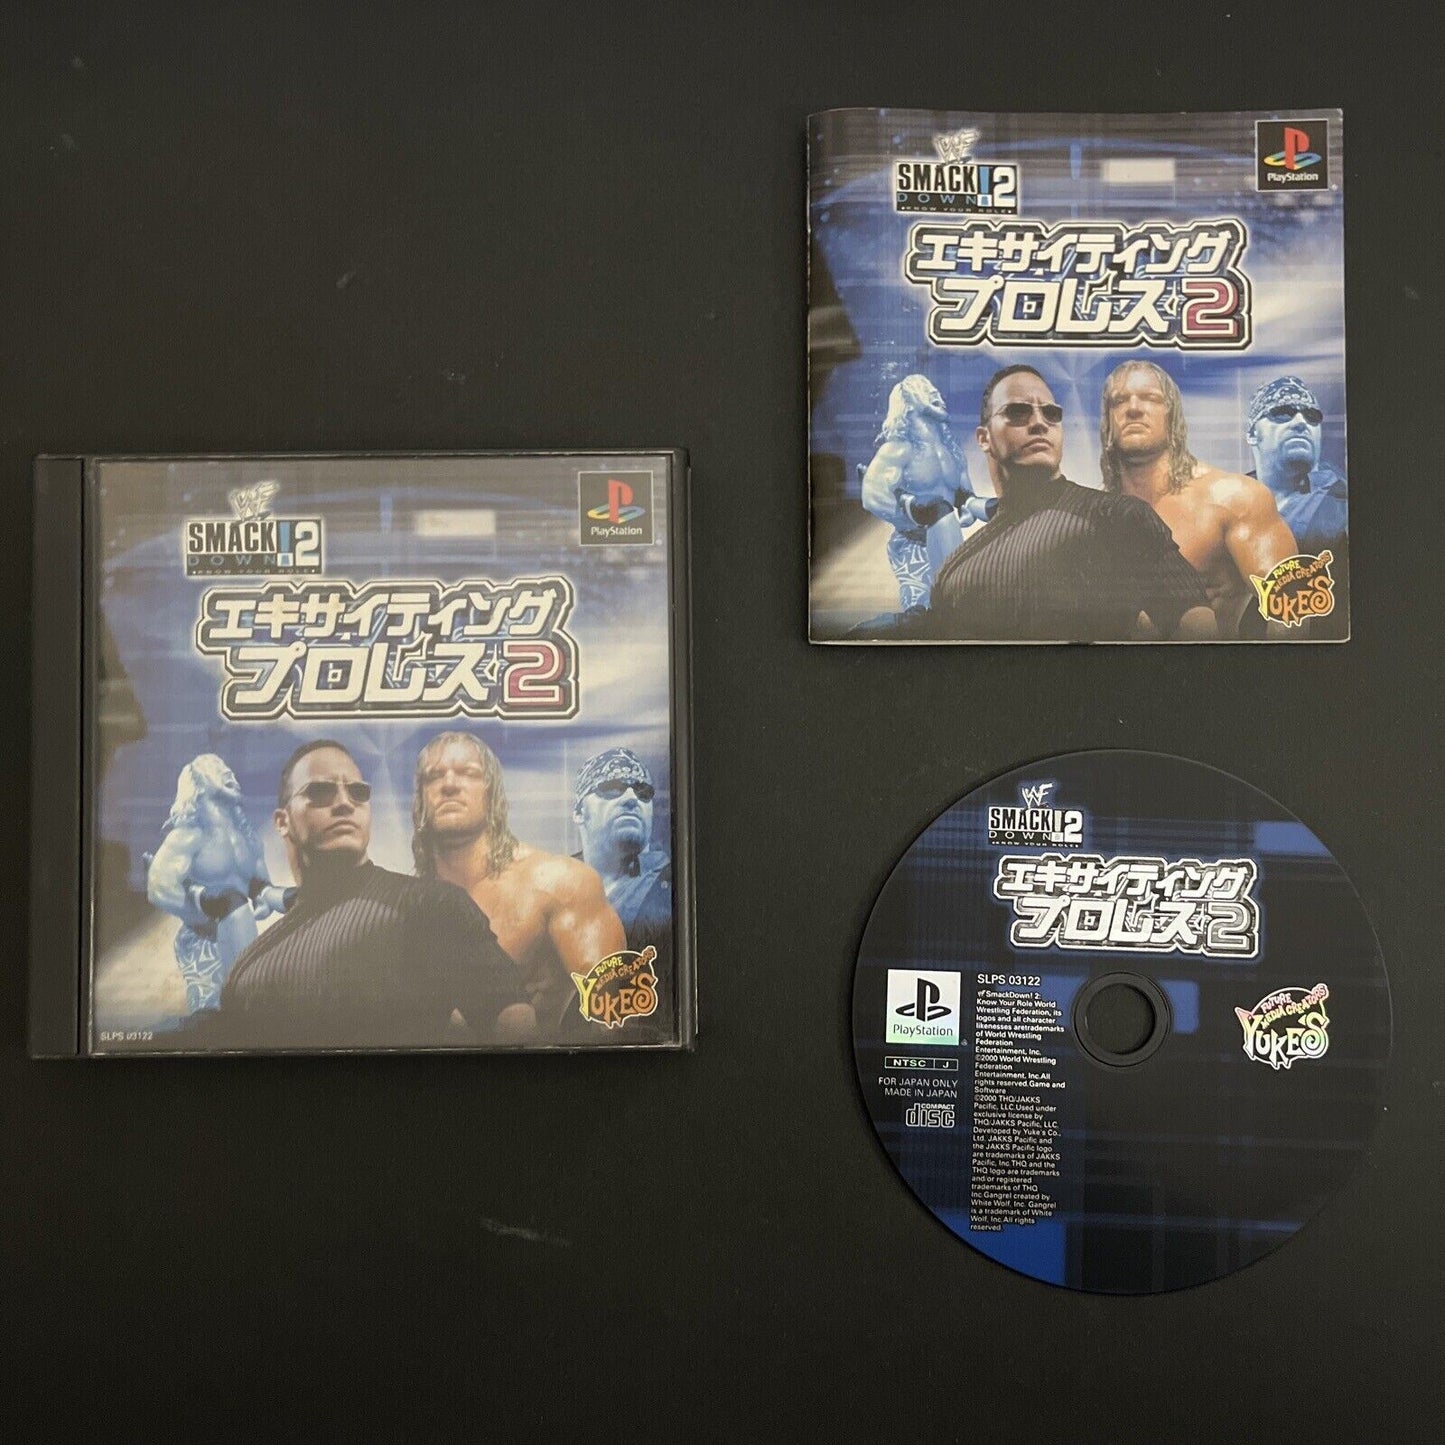 WF
SMACK!2
DOWN
KNOW YOUR ROLE
PlayStation
エキサイティング
プロレス2
FUTURE
MEDIA CREATORS
YUKE'S
SLPS 03122
WF
SMACK!2
DOWN
KNOW YOUR ROLE
PlayStation
エキサイティング
プロレス2
FUTURE
MEDIA CREATORS
YUKE'S
WF
SMACK!2
DOWN
KNOW YOUR ROLE
エキサイティング
プロレス2
PlayStation
NTSC J
FOR JAPAN ONLY
MADE IN JAPAN
COMPACT
disc
SLPS 03122
WF SmackDown! 2:
Know Your Role World
Wrestling Federation, its
logos and all character
likenesses aretrademarks
of World Wrestling
Federation
Entertainment, Inc.
©2000 World Wrestling
Federation
Entertainment, Inc.All
rights reserved.Game and
Software
©2000 THQ/JAKKS
Pacific, LLC.Used under
exclusive license by
THQ/JAKKS Pacific, LLC.
Developed by Yuke's Co.,
Ltd. JAKKS Pacific and
the JAKKS Pacific logo
are trademarks of JAKKS
Pacific, Inc.THQ and the
THQ logo are trademarks
and/or registered
trademarks of THQ
Inc.Gangrel created by
White Wolf, Inc. Gangrel
is a trademark of White
Wolf, Inc.All rights
reserved.
FUTURE
MEDIA CREATORS
YUKE'S